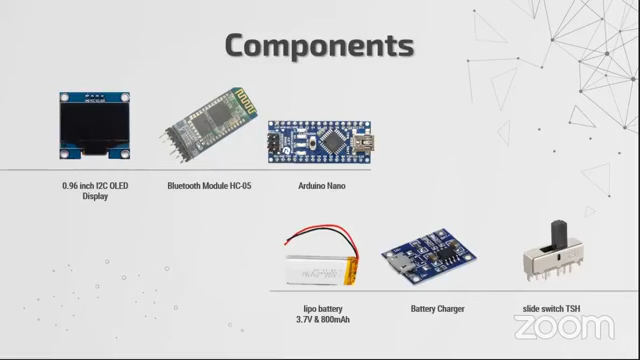 Components
0.96 inch I2C OLED
Display
Bluetooth Module HC-05
Arduino Nano
lipo battery
3.7V & 800mAh
Battery Charger
slide switch TSH
zoom